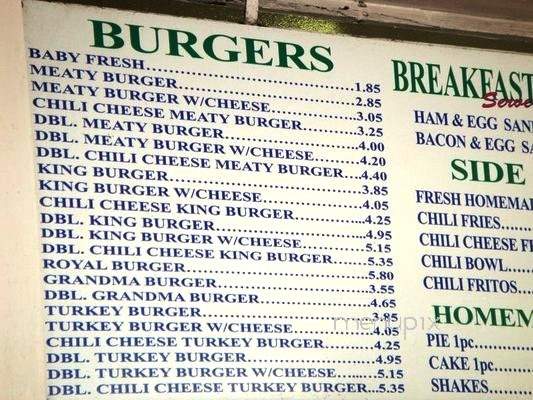 BURGERS
BABY FRESH 1.85
MEATY BURGER 2.85
MEATY BURGER W/CHEESE 3.05
CHILI CHEESE MEATY BURGER 3.25
DBL. MEATY BURGER 4.00
DBL. MEATY BURGER W/CHEESE 4.20
DBL. CHILI CHEESE MEATY BURGER 4.40
KING BURGER 3.85
KING BURGER W/CHEESE 4.05
CHILI CHEESE KING BURGER 4.25
DBL. KING BURGER 4.95
DBL. KING BURGER W/CHEESE 5.15
DBL. CHILI CHEESE KING BURGER 5.35
ROYAL BURGER 5.80
GRANDMA BURGER 3.55
DBL. GRANDMA BURGER 4.65
TURKEY BURGER 3.85
TURKEY BURGER W/CHEESE 4.05
CHILI CHEESE TURKEY BURGER 4.25
DBL. TURKEY BURGER 4.95
DBL. TURKEY BURGER W/CHEESE 5.15
DBL. CHILI CHEESE TURKEY BURGER 5.35
BREAKFAST
HAM & EGG SAN
BACON & EGG SA
SIDE
FRESH HOMEMA
CHILI FRIES
CHILI CHEESE F
CHILI BOWL
CHILI FRITOS
HOMEM
PIE 1pc
CAKE 1pc
SHAKES
menupix